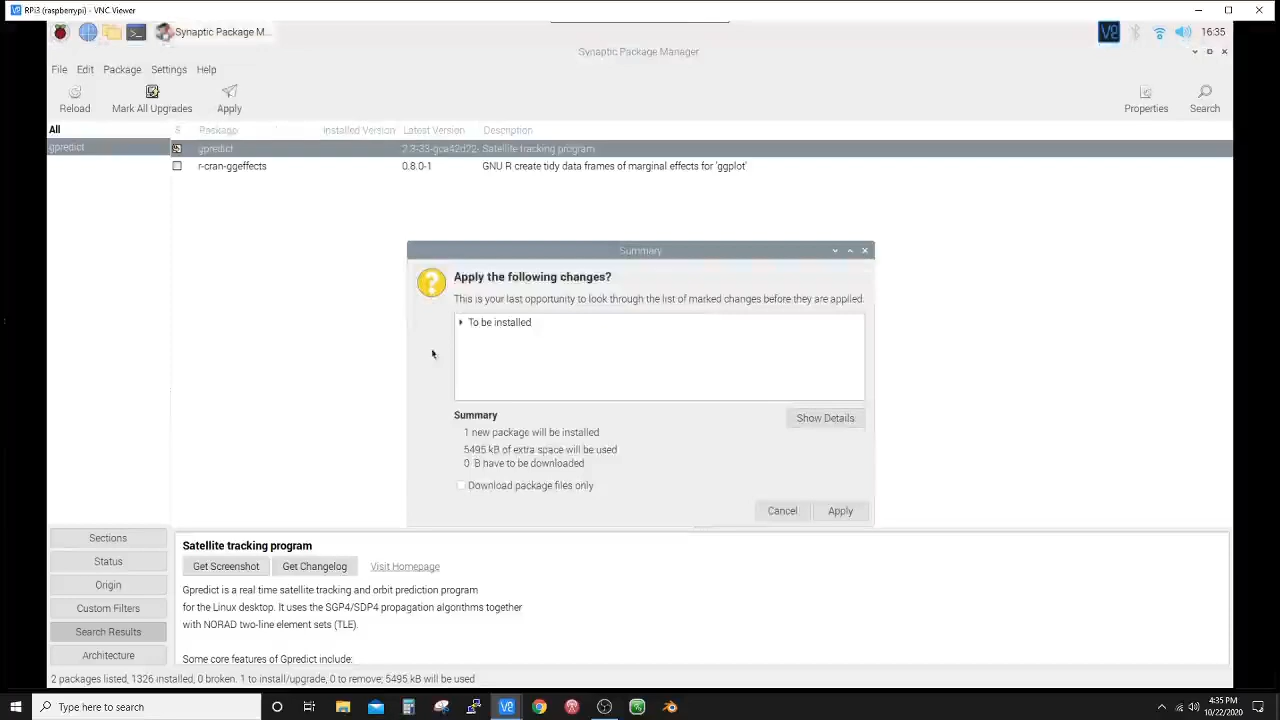 RPi3 (raspberrypi) - VNC Viewer
Synaptic Package M...
16:35
Synaptic Package Manager
File Edit Package Settings Help
Reload Mark All Upgrades Apply Properties Search
All
S Package Installed Version Latest Version Description
gpredict
gpredict 2.3-33-gca42d22- Satellite tracking program
r-cran-ggeffects 0.8.0-1 GNU R create tidy data frames of marginal effects for 'ggplot'
Summary
Apply the following changes?
This is your last opportunity to look through the list of marked changes before they are applied.
To be installed
Summary
Show Details
1 new package will be installed
5495 kB of extra space will be used
0 B have to be downloaded
Download package files only
Cancel Apply
Sections
Status
Origin
Custom Filters
Search Results
Architecture
Satellite tracking program
Get Screenshot Get Changelog Visit Homepage
Gpredict is a real time satellite tracking and orbit prediction program
for the Linux desktop. It uses the SGP4/SDP4 propagation algorithms together
with NORAD two-line element sets (TLE).
Some core features of Gpredict include:
2 packages listed, 1326 installed, 0 broken. 1 to install/upgrade, 0 to remove; 5495 kB will be used
Type here to search
4:35 PM
10/22/2020